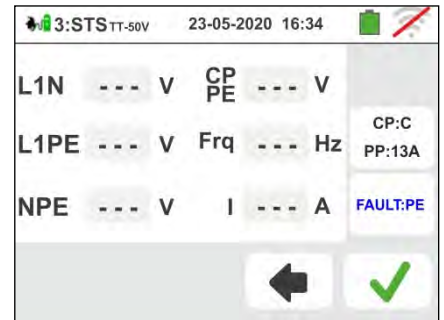 3:STS TT-50V 23-05-2020 16:34
L1N --- V CP PE --- V
L1PE --- V Frq --- Hz
NPE --- V I --- A
CP:C
PP:13A
FAULT:PE